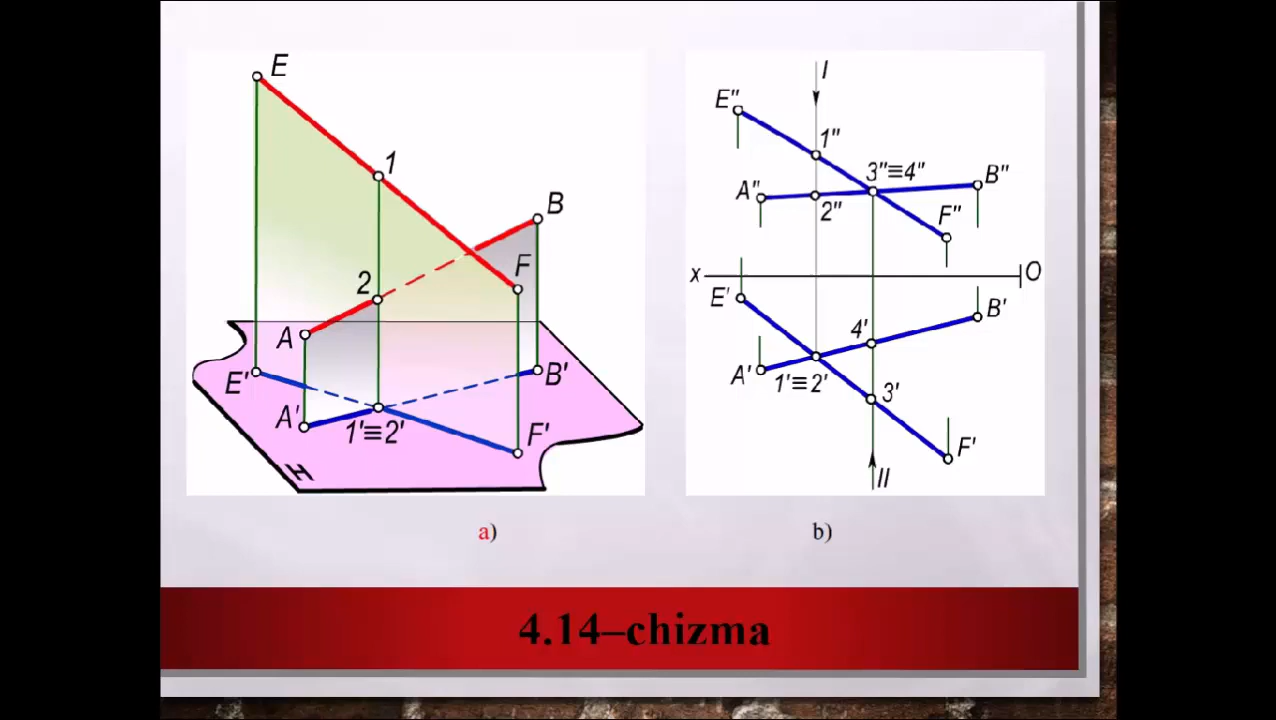 E
1
B
2
F
A
E'
B'
A'
1'≡2'
F'
H
I
E"
1"
3"≡4"
B"
A"
2"
F"
x
O
E'
B'
4'
A'
1'≡2'
3'
F'
II
a)
b)
4.14–chizma